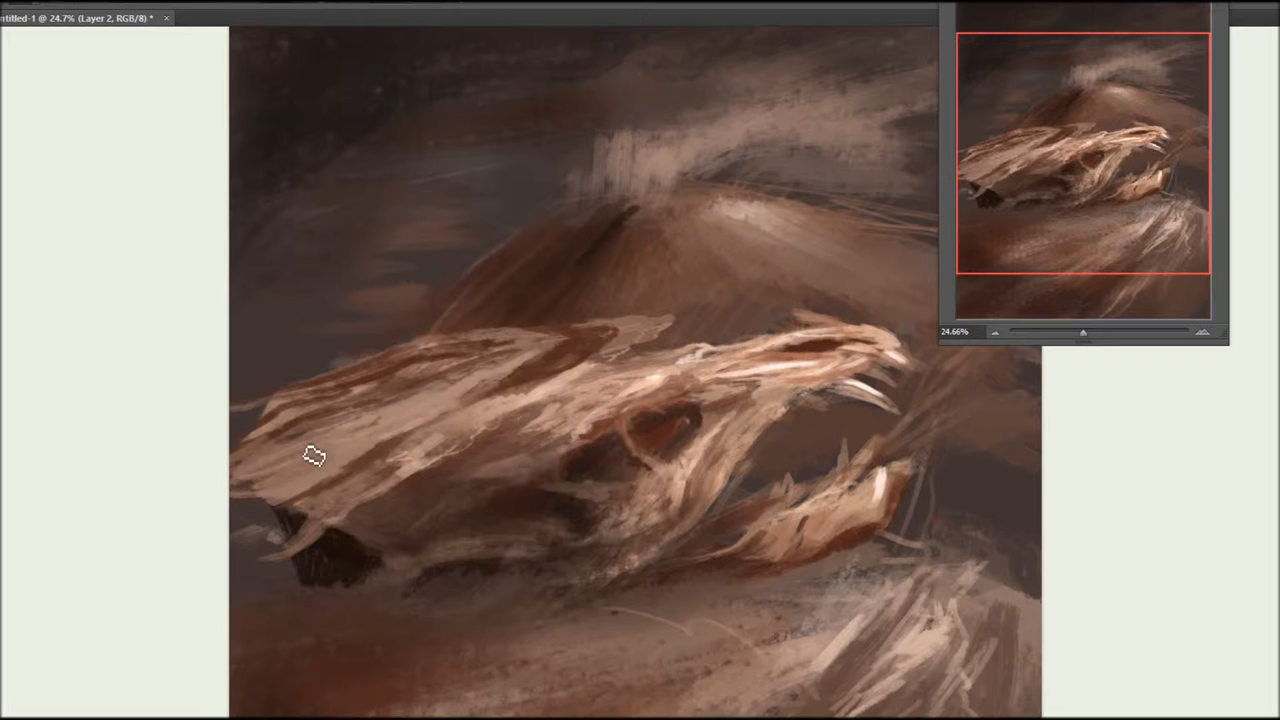 ntitled-1 @ 24.7% (Layer 2, RGB/8) * ×
24.66%